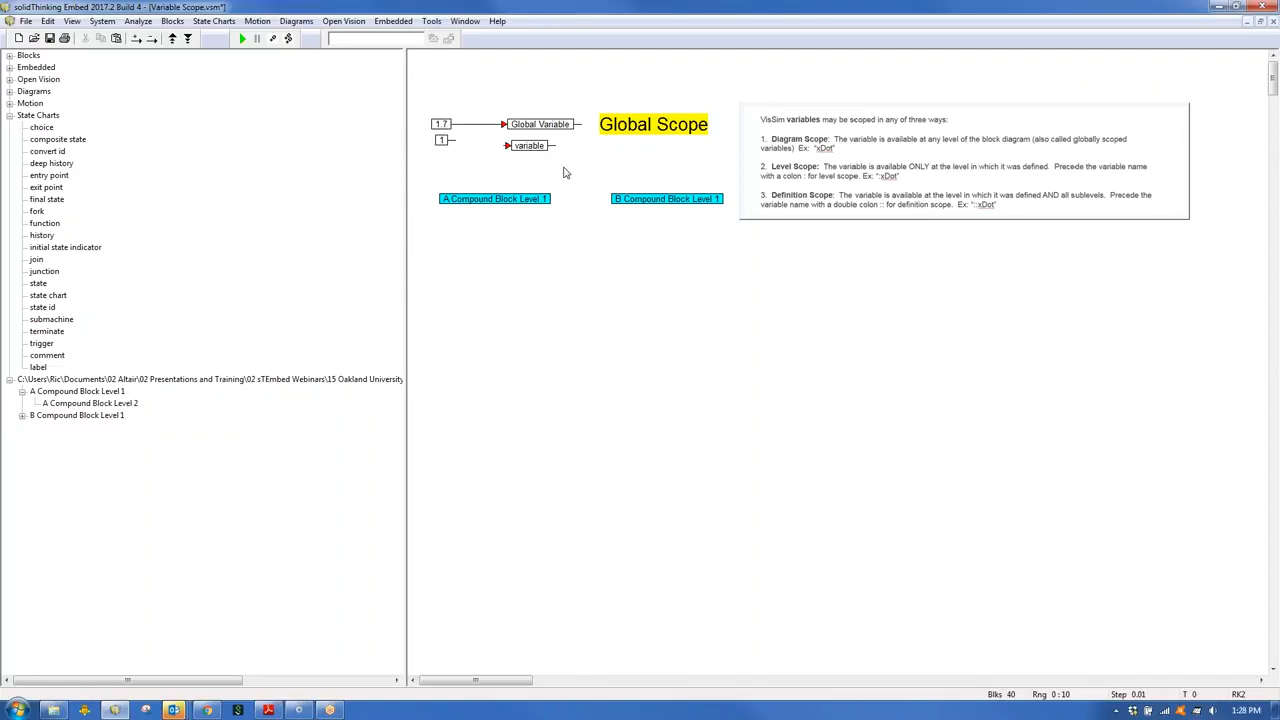 solidThinking Embed 2017.2 Build 4 - [Variable Scope.vsm*]
File Edit View System Analyze Blocks State Charts Motion Diagrams Open Vision Embedded Tools Window Help
Blocks
Embedded
Open Vision
Diagrams
Motion
State Charts
choice
composite state
convert id
deep history
entry point
exit point
final state
fork
function
history
initial state indicator
join
junction
state
state chart
state id
submachine
terminate
trigger
comment
label
C:\Users\Ric\Documents\02 Altair\02 Presentations and Training\02 sTEmbed Webinars\15 Oakland University
A Compound Block Level 1
A Compound Block Level 2
B Compound Block Level 1
1.7 Global Variable Global Scope
1 variable
A Compound Block Level 1 B Compound Block Level 1
VisSim variables may be scoped in any of three ways:
1. Diagram Scope: The variable is available at any level of the block diagram (also called globally scoped
variables) Ex: "xDot"
2. Level Scope: The variable is available ONLY at the level in which it was defined. Precede the variable name
with a colon : for level scope. Ex: ":xDot"
3. Definition Scope: The variable is available at the level in which it was defined AND all sublevels. Precede the
variable name with a double colon :: for definition scope. Ex: "::xDot"
Blks 40 Rng 0:10 Step 0.01 T 0 RK2
1:28 PM